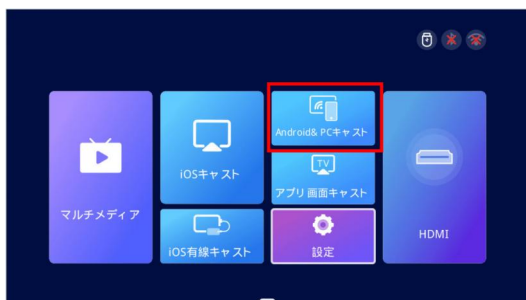 マルチメディア
iOSキャスト
iOS有線キャスト
Android& PCキャスト
TV
アプリ画面キャスト
設定
HDMI